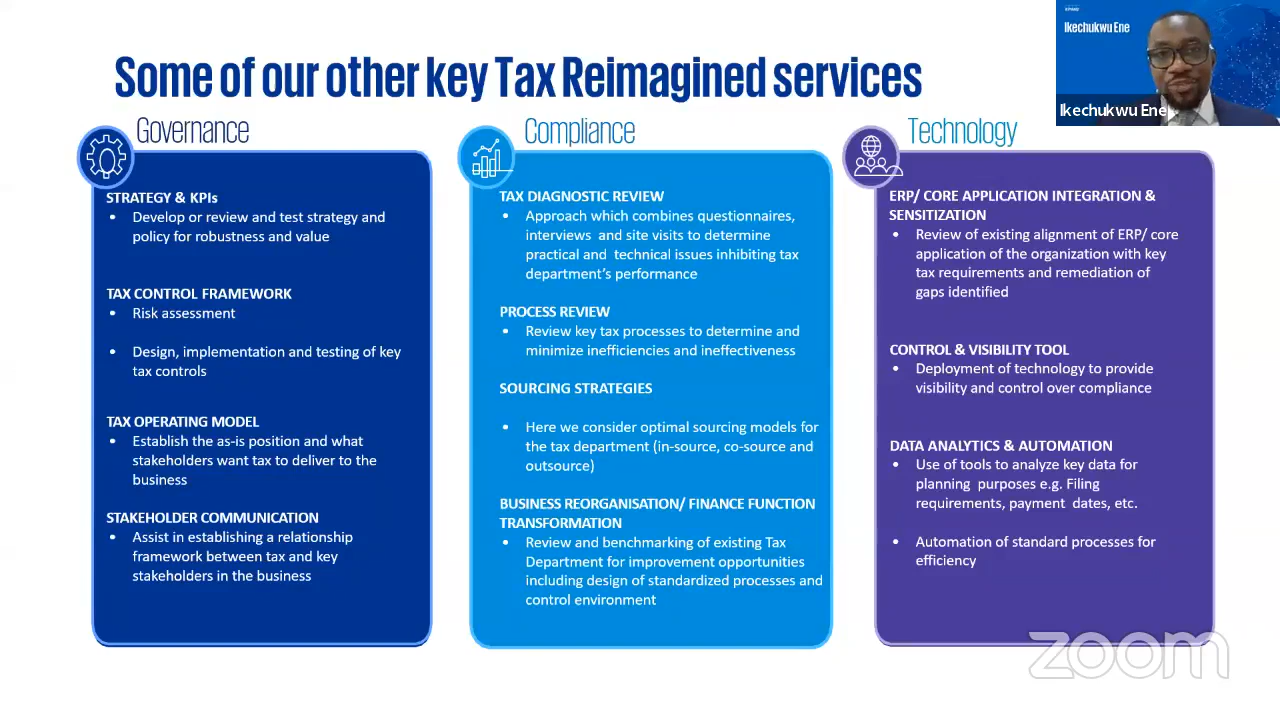 Some of our other key Tax Reimagined services
Ikechukwu Ene
Ikechukwu Ene
Governance
STRATEGY & KPIs
• Develop or review and test strategy and
policy for robustness and value
TAX CONTROL FRAMEWORK
• Risk assessment
• Design, implementation and testing of key
tax controls
TAX OPERATING MODEL
• Establish the as-is position and what
stakeholders want tax to deliver to the
business
STAKEHOLDER COMMUNICATION
• Assist in establishing a relationship
framework between tax and key
stakeholders in the business
Compliance
TAX DIAGNOSTIC REVIEW
• Approach which combines questionnaires,
interviews and site visits to determine
practical and technical issues inhibiting tax
department’s performance
PROCESS REVIEW
• Review key tax processes to determine and
minimize inefficiencies and ineffectiveness
SOURCING STRATEGIES
• Here we consider optimal sourcing models for
the tax department (in-source, co-source and
outsource)
BUSINESS REORGANISATION/ FINANCE FUNCTION
TRANSFORMATION
• Review and benchmarking of existing Tax
Department for improvement opportunities
including design of standardized processes and
control environment
Technology
ERP/ CORE APPLICATION INTEGRATION &
SENSITIZATION
• Review of existing alignment of ERP/ core
application of the organization with key
tax requirements and remediation of
gaps identified
CONTROL & VISIBILITY TOOL
• Deployment of technology to provide
visibility and control over compliance
DATA ANALYTICS & AUTOMATION
• Use of tools to analyze key data for
planning purposes e.g. Filing
requirements, payment dates, etc.
• Automation of standard processes for
efficiency
zoom